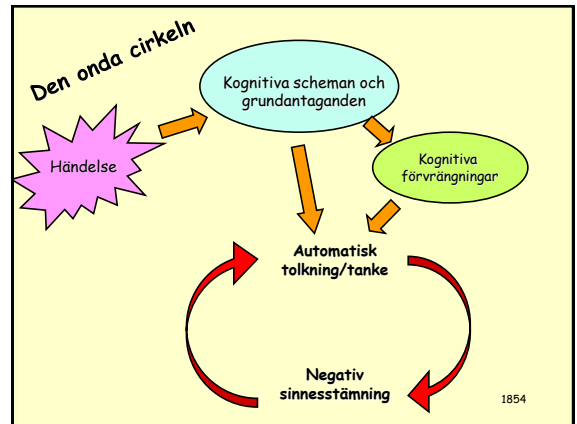 Den onda cirkeln
Kognitiva scheman och
grundantaganden
Händelse
Kognitiva
förvrängningar
Automatisk
tolkning/tanke
Negativ
sinnesstämning
1854